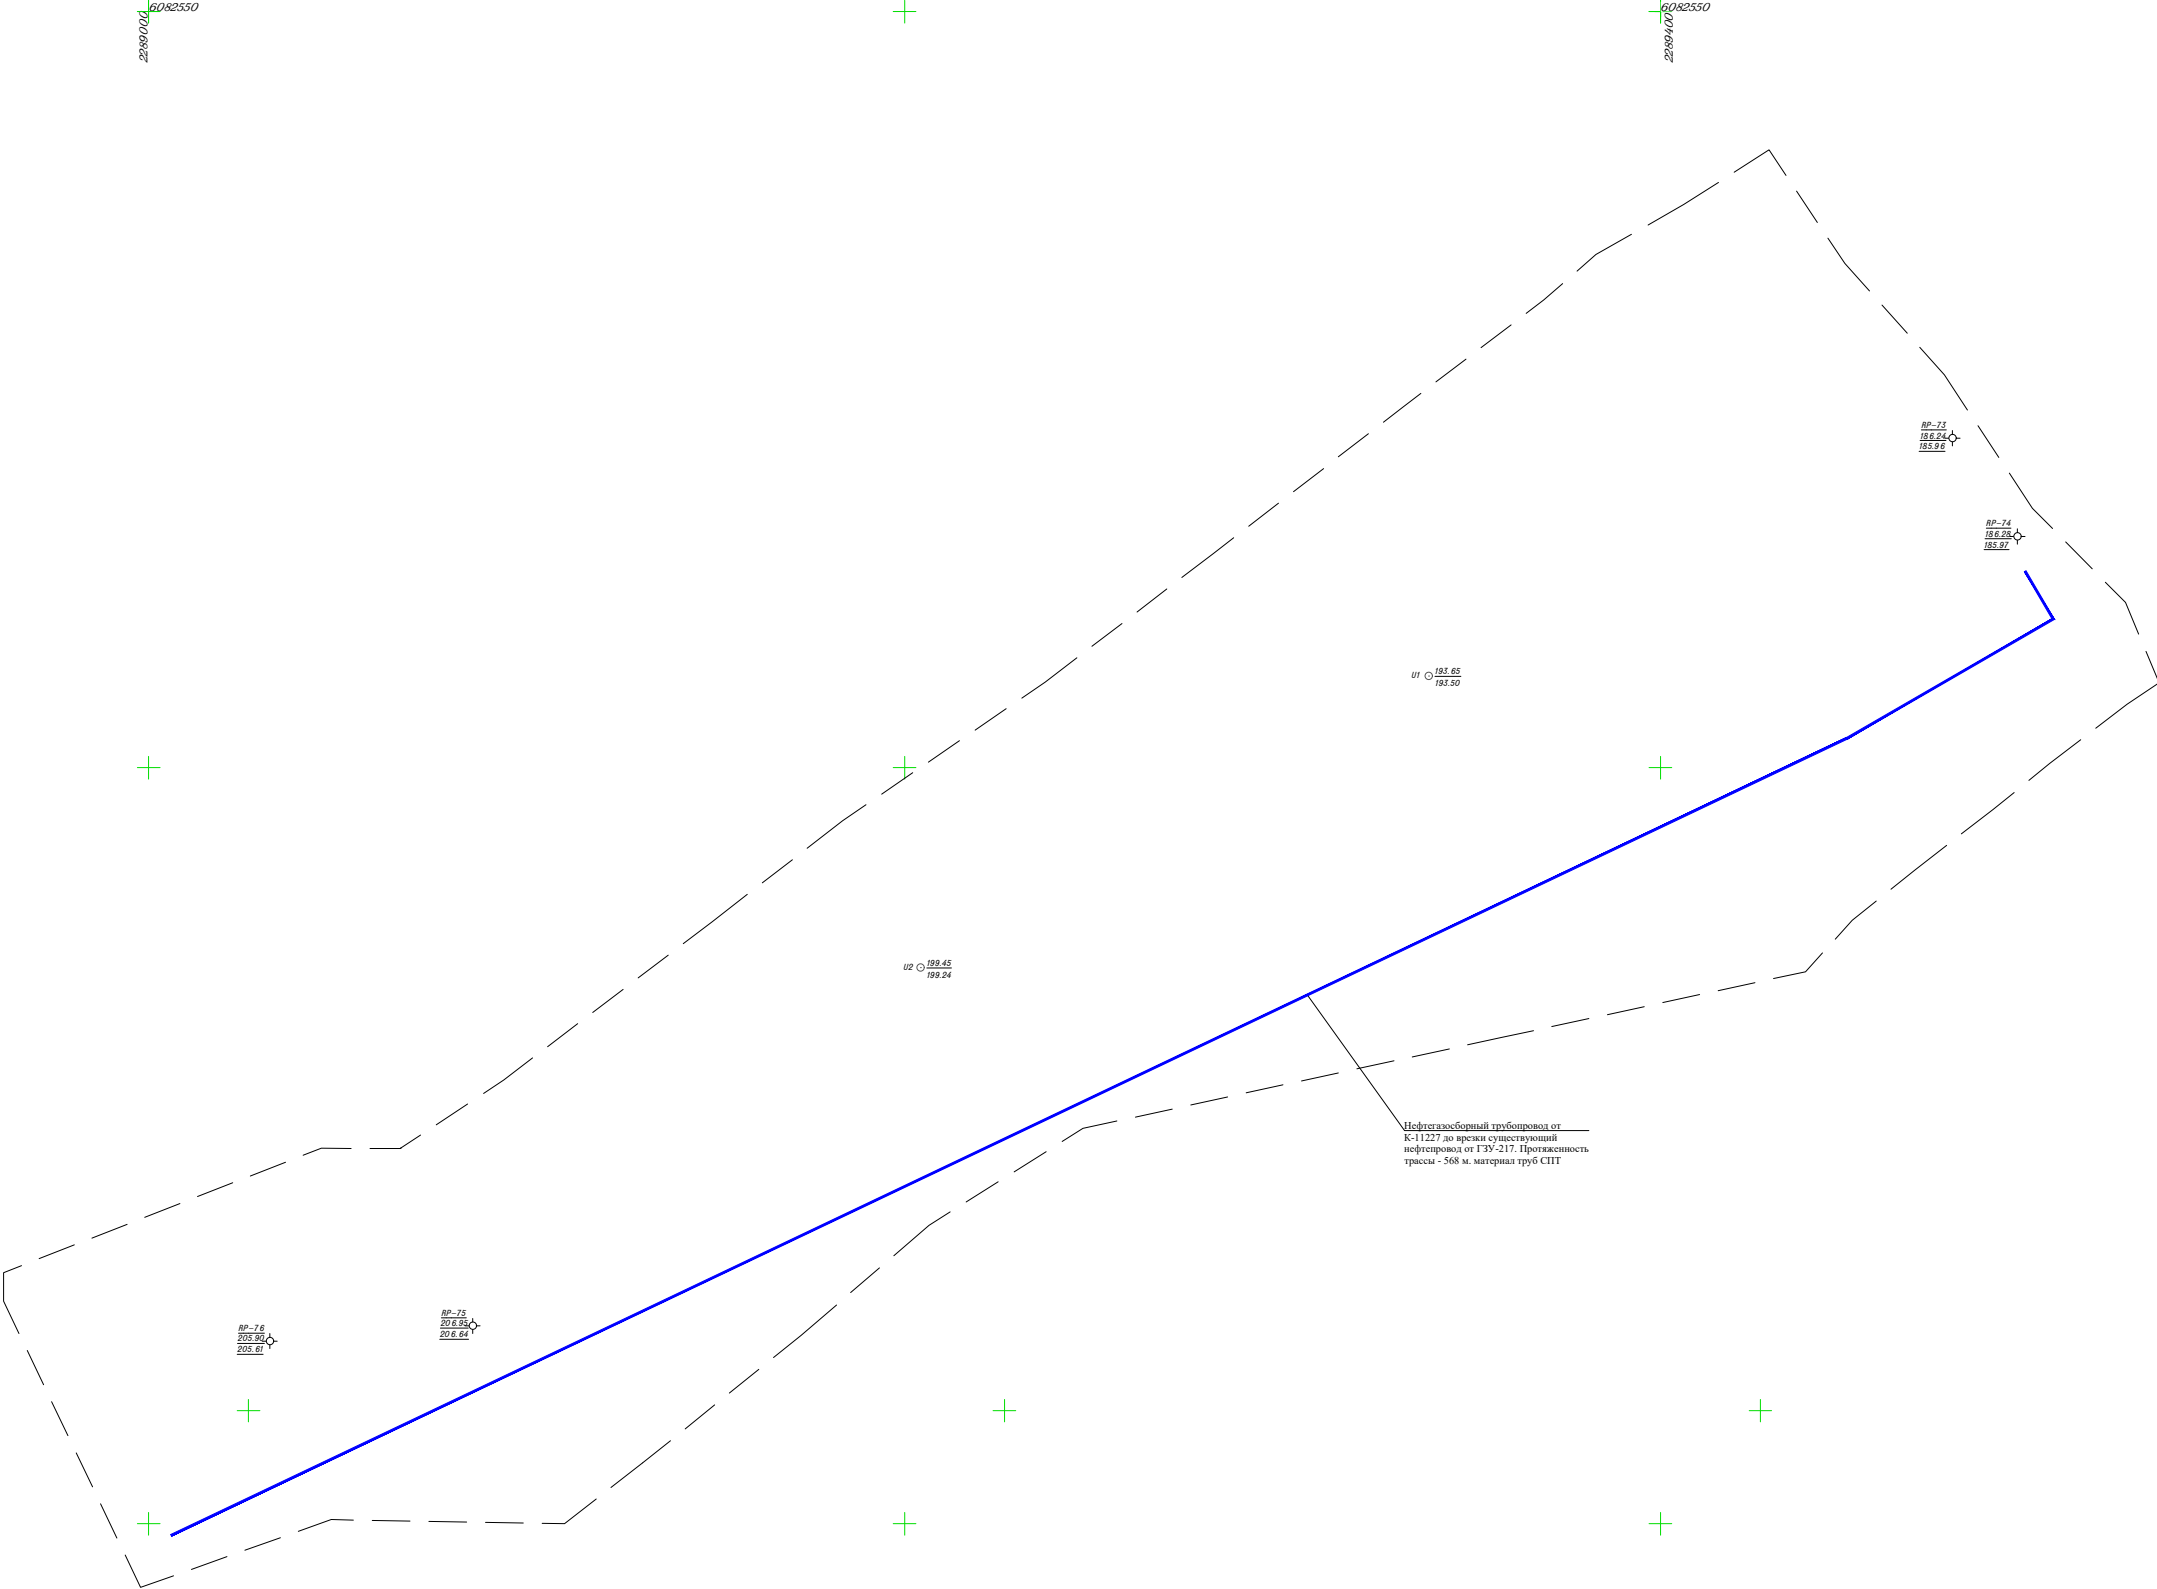 6082550
2289000
6082550
2289400
RP-73
186.24
185.96
RP-74
186.28
185.97
U1
193.65
193.50
U2
199.45
199.24
Нефтегазосборный трубопровод от
К-11227 до врезки существующий
нефтепровод от ГЗУ-217. Протяженность
трассы - 568 м. материал труб СПТ
RP-75
206.95
206.64
RP-76
205.90
205.61